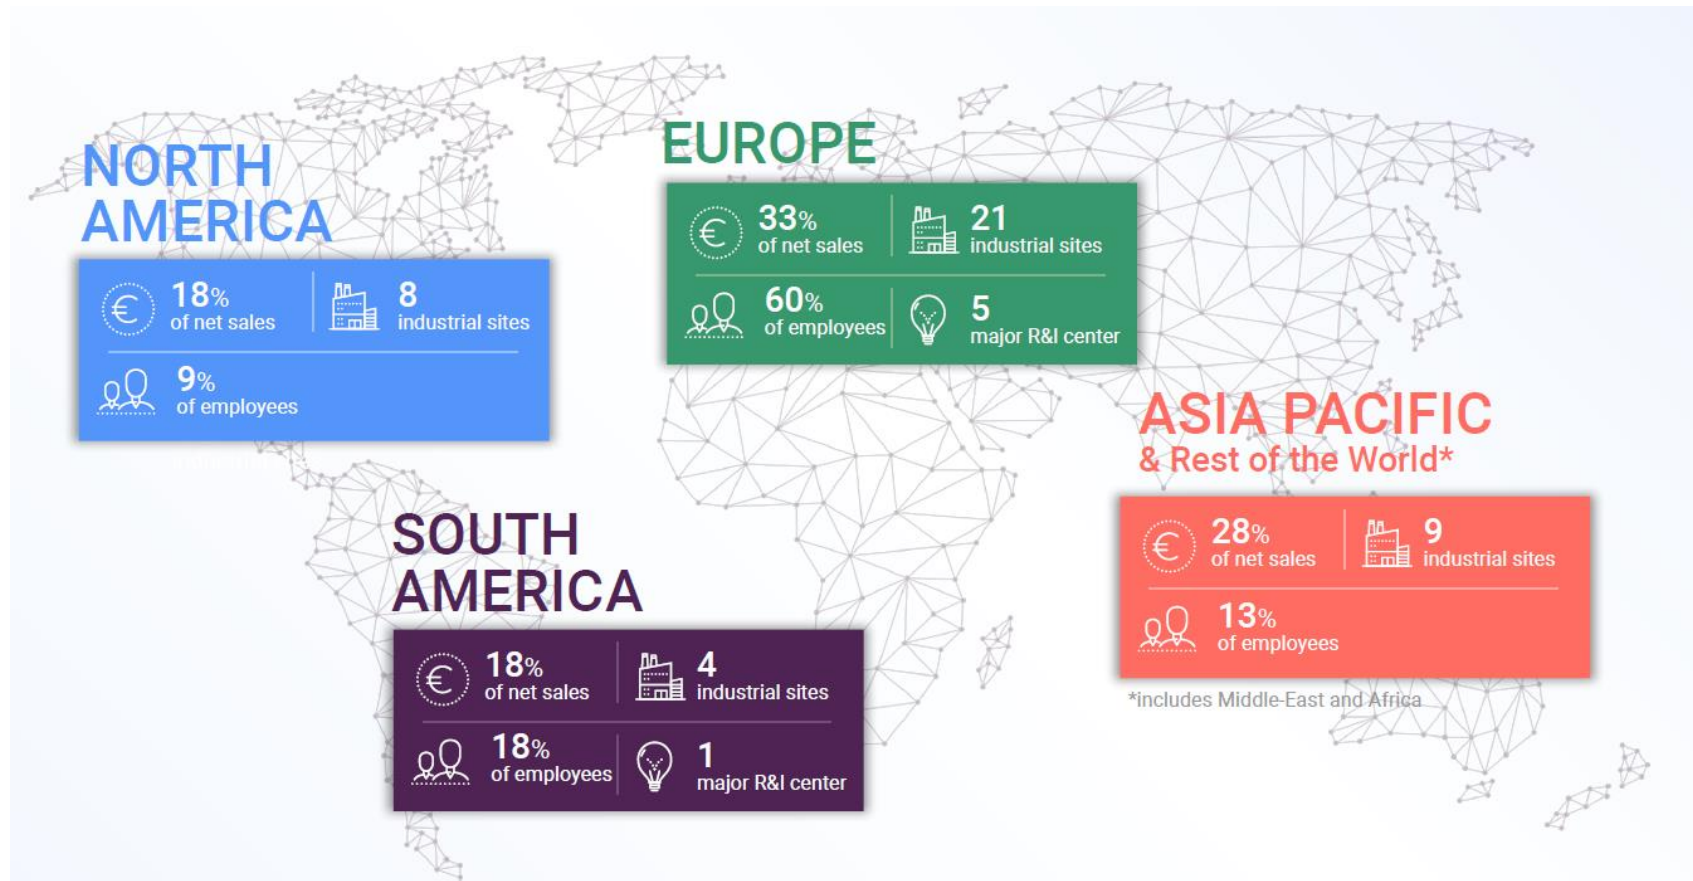 NORTH
AMERICA
18%
of net sales
8
industrial sites
9%
of employees
EUROPE
33%
of net sales
21
industrial sites
60%
of employees
5
major R&I center
ASIA PACIFIC
& Rest of the World*
28%
of net sales
9
industrial sites
13%
of employees
*includes Middle-East and Africa
SOUTH
AMERICA
18%
of net sales
4
industrial sites
18%
of employees
1
major R&I center